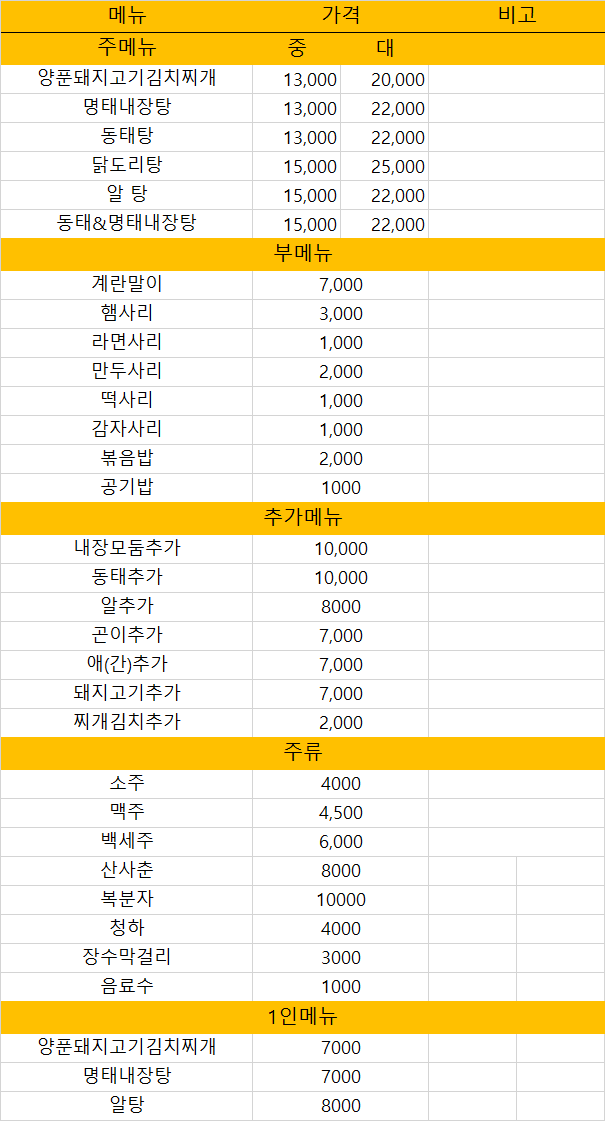 메뉴 가격 비고
주메뉴 중 대
양푼돼지고기김치찌개 13,000 20,000
명태내장탕 13,000 22,000
동태탕 13,000 22,000
닭도리탕 15,000 25,000
알 탕 15,000 22,000
동태&명태내장탕 15,000 22,000
부메뉴
계란말이 7,000
햄사리 3,000
라면사리 1,000
만두사리 2,000
떡사리 1,000
감자사리 1,000
볶음밥 2,000
공기밥 1000
추가메뉴
내장모둠추가 10,000
동태추가 10,000
알추가 8000
곤이추가 7,000
애(간)추가 7,000
돼지고기추가 7,000
찌개김치추가 2,000
주류
소주 4000
맥주 4,500
백세주 6,000
산사춘 8000
복분자 10000
청하 4000
장수막걸리 3000
음료수 1000
1인메뉴
양푼돼지고기김치찌개 7000
명태내장탕 7000
알탕 8000